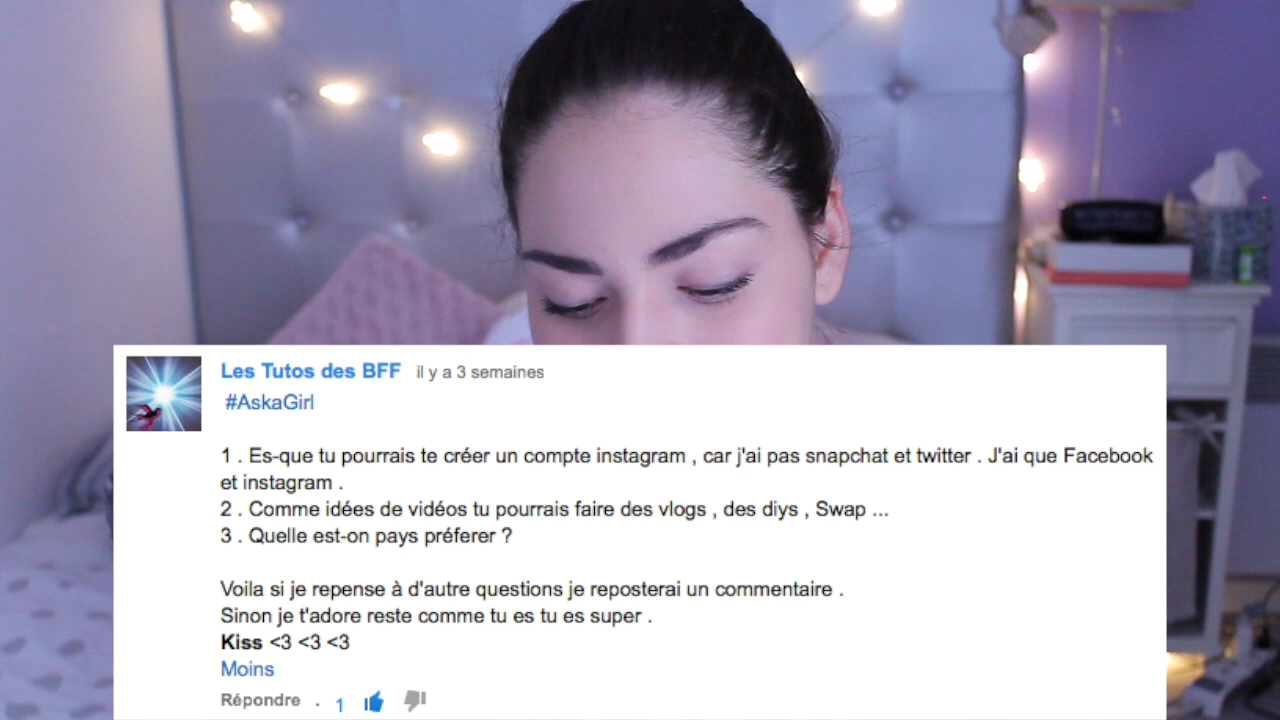 Les Tutos des BFF il y a 3 semaines
#AskaGirl
1 . Es-que tu pourrais te créer un compte instagram , car j'ai pas snapchat et twitter . J'ai que Facebook
et instagram .
2 . Comme idées de vidéos tu pourrais faire des vlogs , des diys , Swap ...
3 . Quelle est-on pays préferer ?
Voila si je repense à d'autre questions je reposterai un commentaire .
Sinon je t'adore reste comme tu es tu es super .
Kiss <3 <3 <3
Moins
Répondre . 1